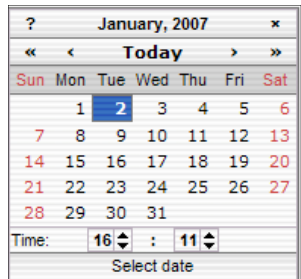 ? January, 2007 ×
« ‹ Today › »
Sun Mon Tue Wed Thu Fri Sat
1 2 3 4 5 6
7 8 9 10 11 12 13
14 15 16 17 18 19 20
21 22 23 24 25 26 27
28 29 30 31
Time: 16 : 11
Select date